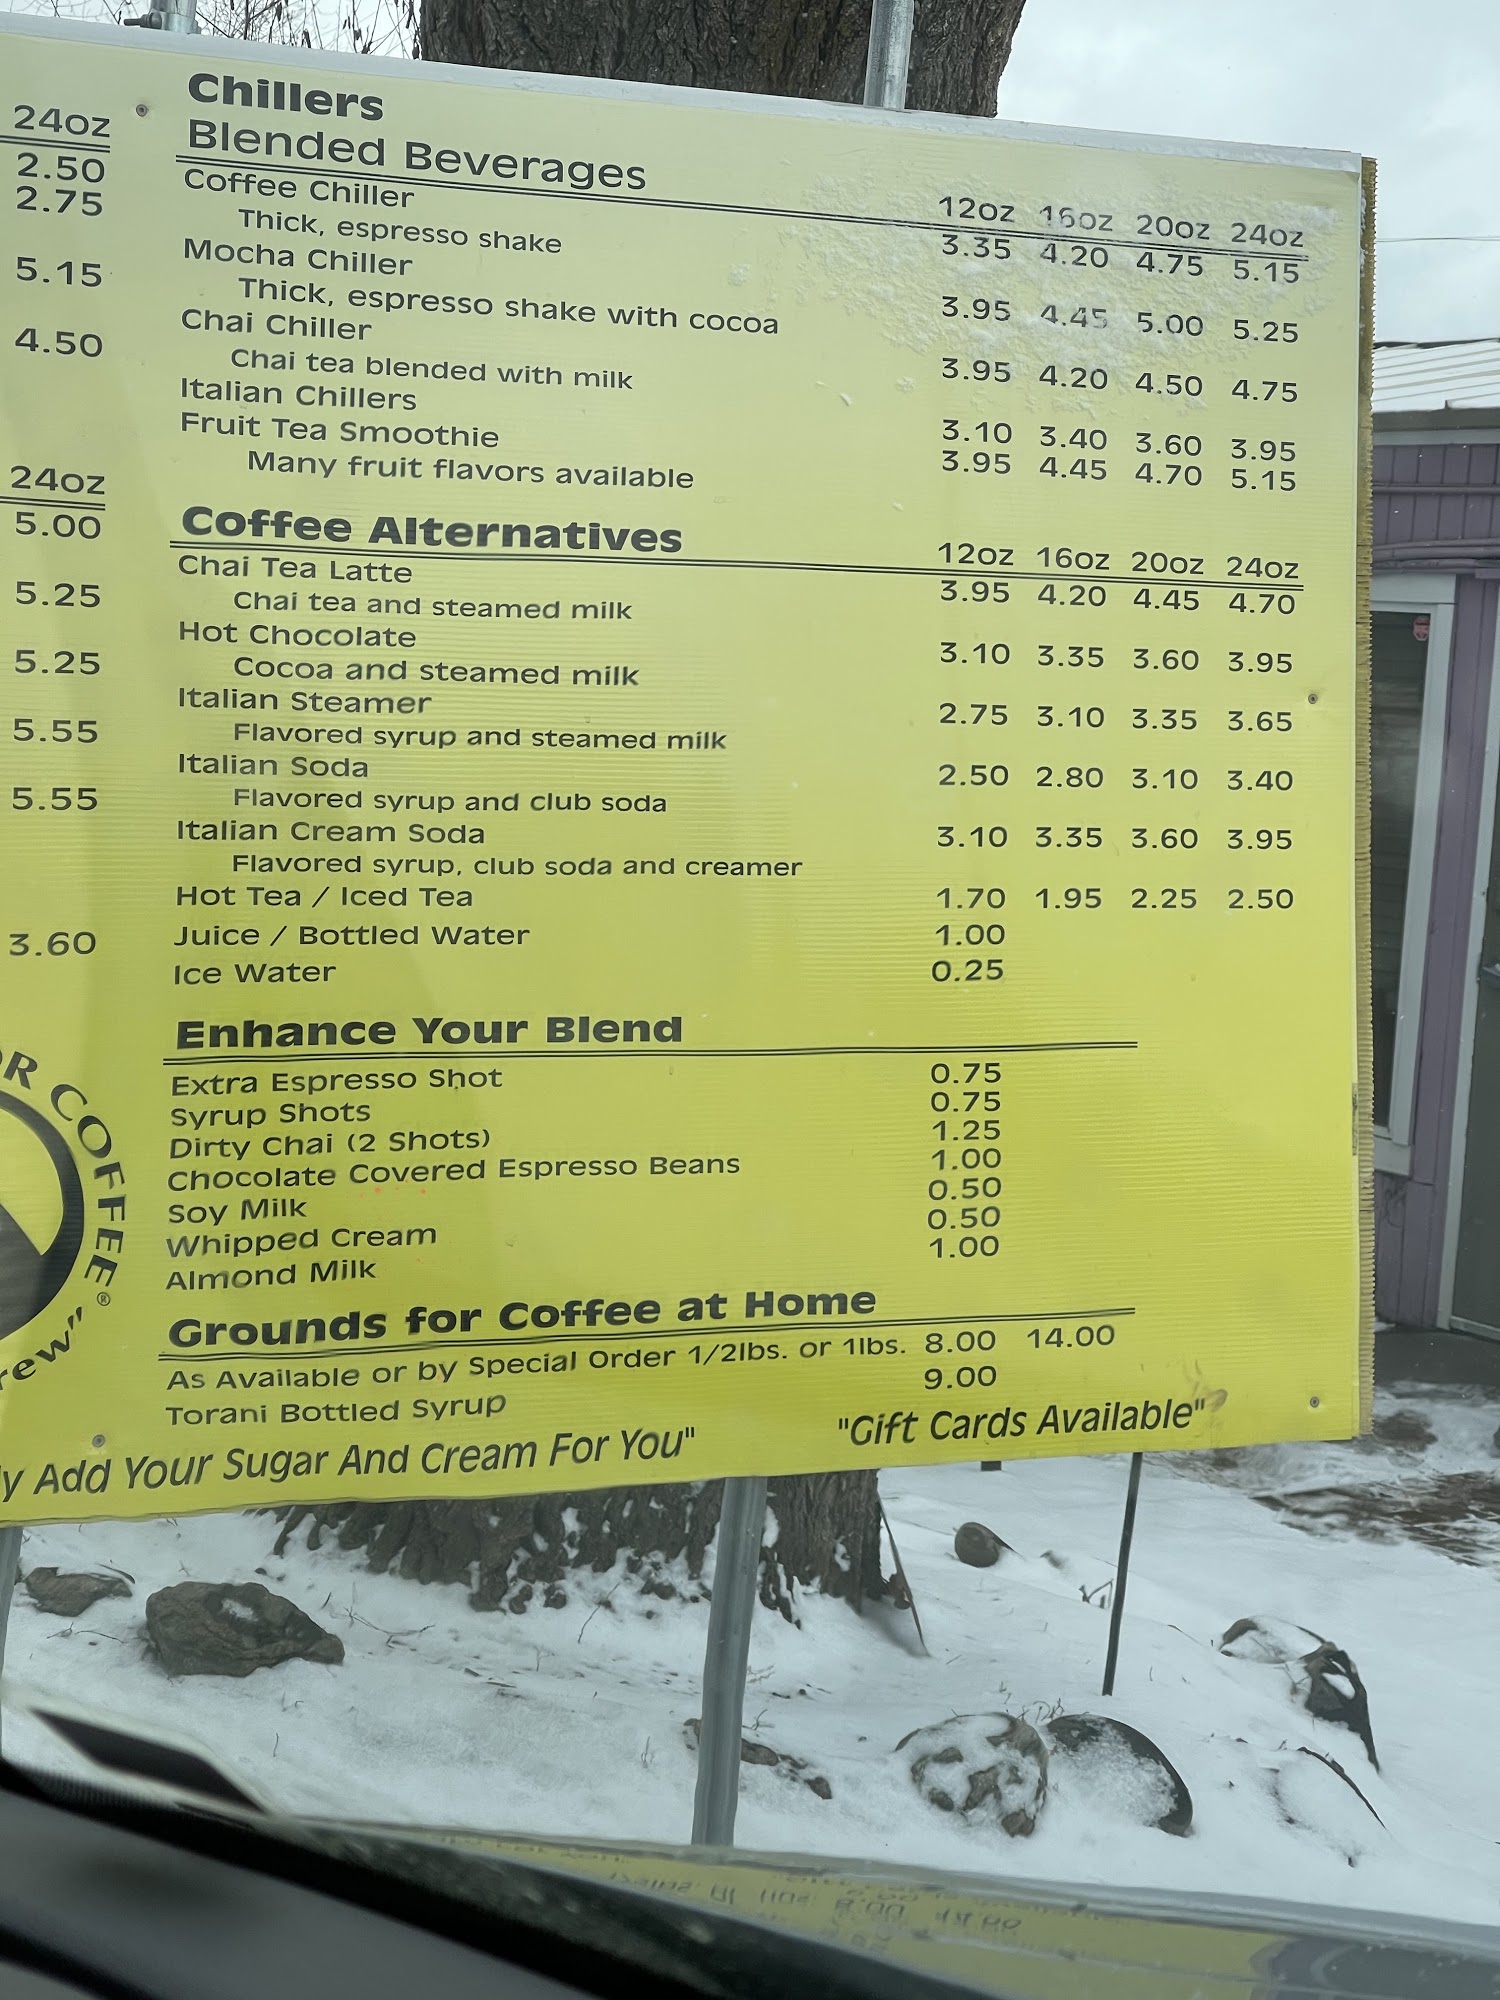 24oz
2.50
2.75
5.15
4.50
24oz
5.00
5.25
5.25
5.55
5.55
3.60
COFFEE®
Chillers
Blended Beverages 12oz 16oz 20oz 24oz
Coffee Chiller 3.35 4.20 4.75 5.15
Thick, espresso shake
Mocha Chiller 3.95 4.45 5.00 5.25
Thick, espresso shake with cocoa
Chai Chiller 3.95 4.20 4.50 4.75
Chai tea blended with milk
Italian Chillers 3.10 3.40 3.60 3.95
Fruit Tea Smoothie 3.95 4.45 4.70 5.15
Many fruit flavors available
Coffee Alternatives 12oz 16oz 20oz 24oz
Chai Tea Latte 3.95 4.20 4.45 4.70
Chai tea and steamed milk
Hot Chocolate 3.10 3.35 3.60 3.95
Cocoa and steamed milk
Italian Steamer 2.75 3.10 3.35 3.65
Flavored syrup and steamed milk
Italian Soda 2.50 2.80 3.10 3.40
Flavored syrup and club soda
Italian Cream Soda 3.10 3.35 3.60 3.95
Flavored syrup, club soda and creamer
Hot Tea / Iced Tea 1.70 1.95 2.25 2.50
Juice / Bottled Water 1.00
Ice Water 0.25
Enhance Your Blend
Extra Espresso Shot 0.75
Syrup Shots 0.75
Dirty Chai (2 Shots) 1.25
Chocolate Covered Espresso Beans 1.00
Soy Milk 0.50
Whipped Cream 0.50
Almond Milk 1.00
Grounds for Coffee at Home
As Available or by Special Order 1/2lbs. or 1lbs. 8.00 14.00
Torani Bottled Syrup 9.00
Add Your Sugar And Cream For You" "Gift Cards Available"